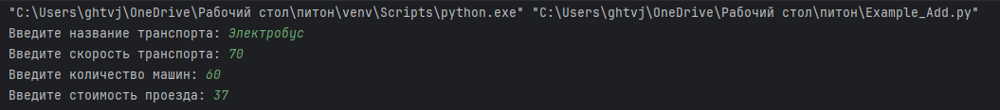 "C:\Users\ghtvj\OneDrive\Рабочий стол\питон\venv\Scripts\python.exe" "C:\Users\ghtvj\OneDrive\Рабочий стол\питон\Example_Add.py"
Введите название транспорта: Электробус
Введите скорость транспорта: 70
Введите количество машин: 60
Введите стоимость проезда: 37